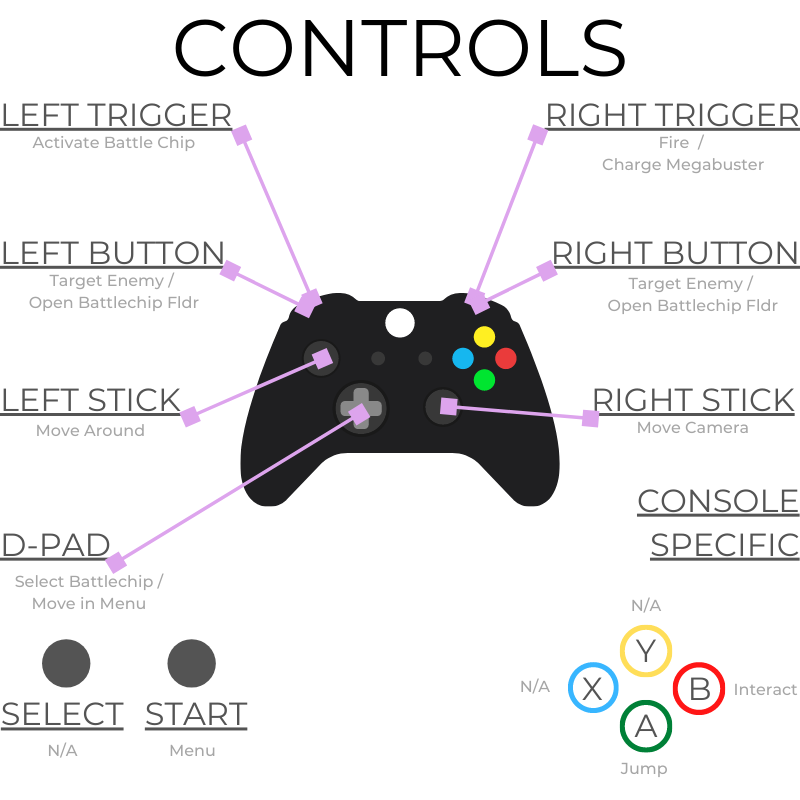 CONTROLS
LEFT TRIGGER
Activate Battle Chip
RIGHT TRIGGER
Fire /
Charge Megabuster
LEFT BUTTON
Target Enemy /
Open Battlechip Fldr
RIGHT BUTTON
Target Enemy /
Open Battlechip Fldr
LEFT STICK
Move Around
RIGHT STICK
Move Camera
D-PAD
Select Battlechip /
Move in Menu
CONSOLE
SPECIFIC
SELECT
N/A
START
Menu
N/A
Y
N/A
X
B
Interact
A
Jump